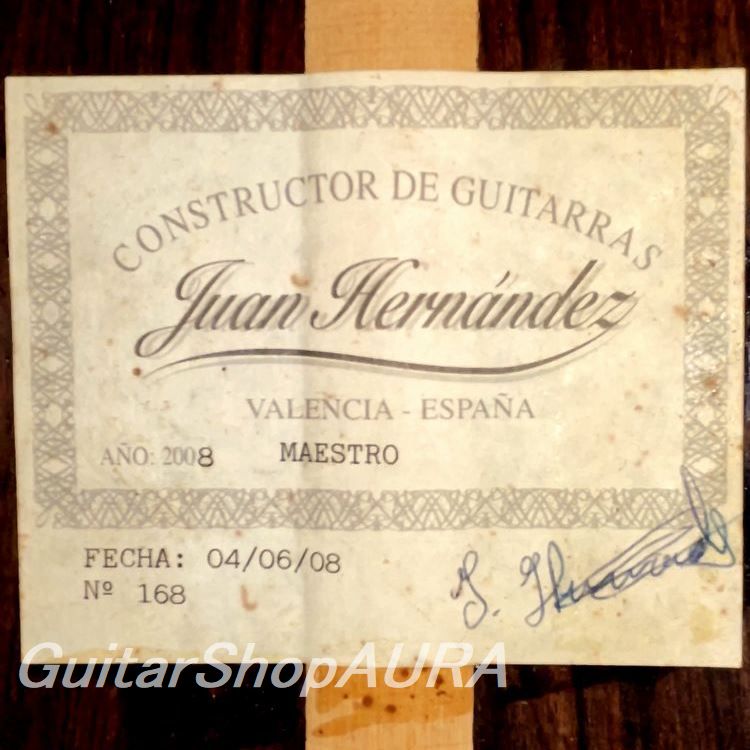 CONSTRUCTOR DE GUITARRAS
Juan Hernández
VALENCIA - ESPAÑA
AÑO: 2008 MAESTRO
FECHA: 04/06/08
Nº 168
GuitarShopAURA